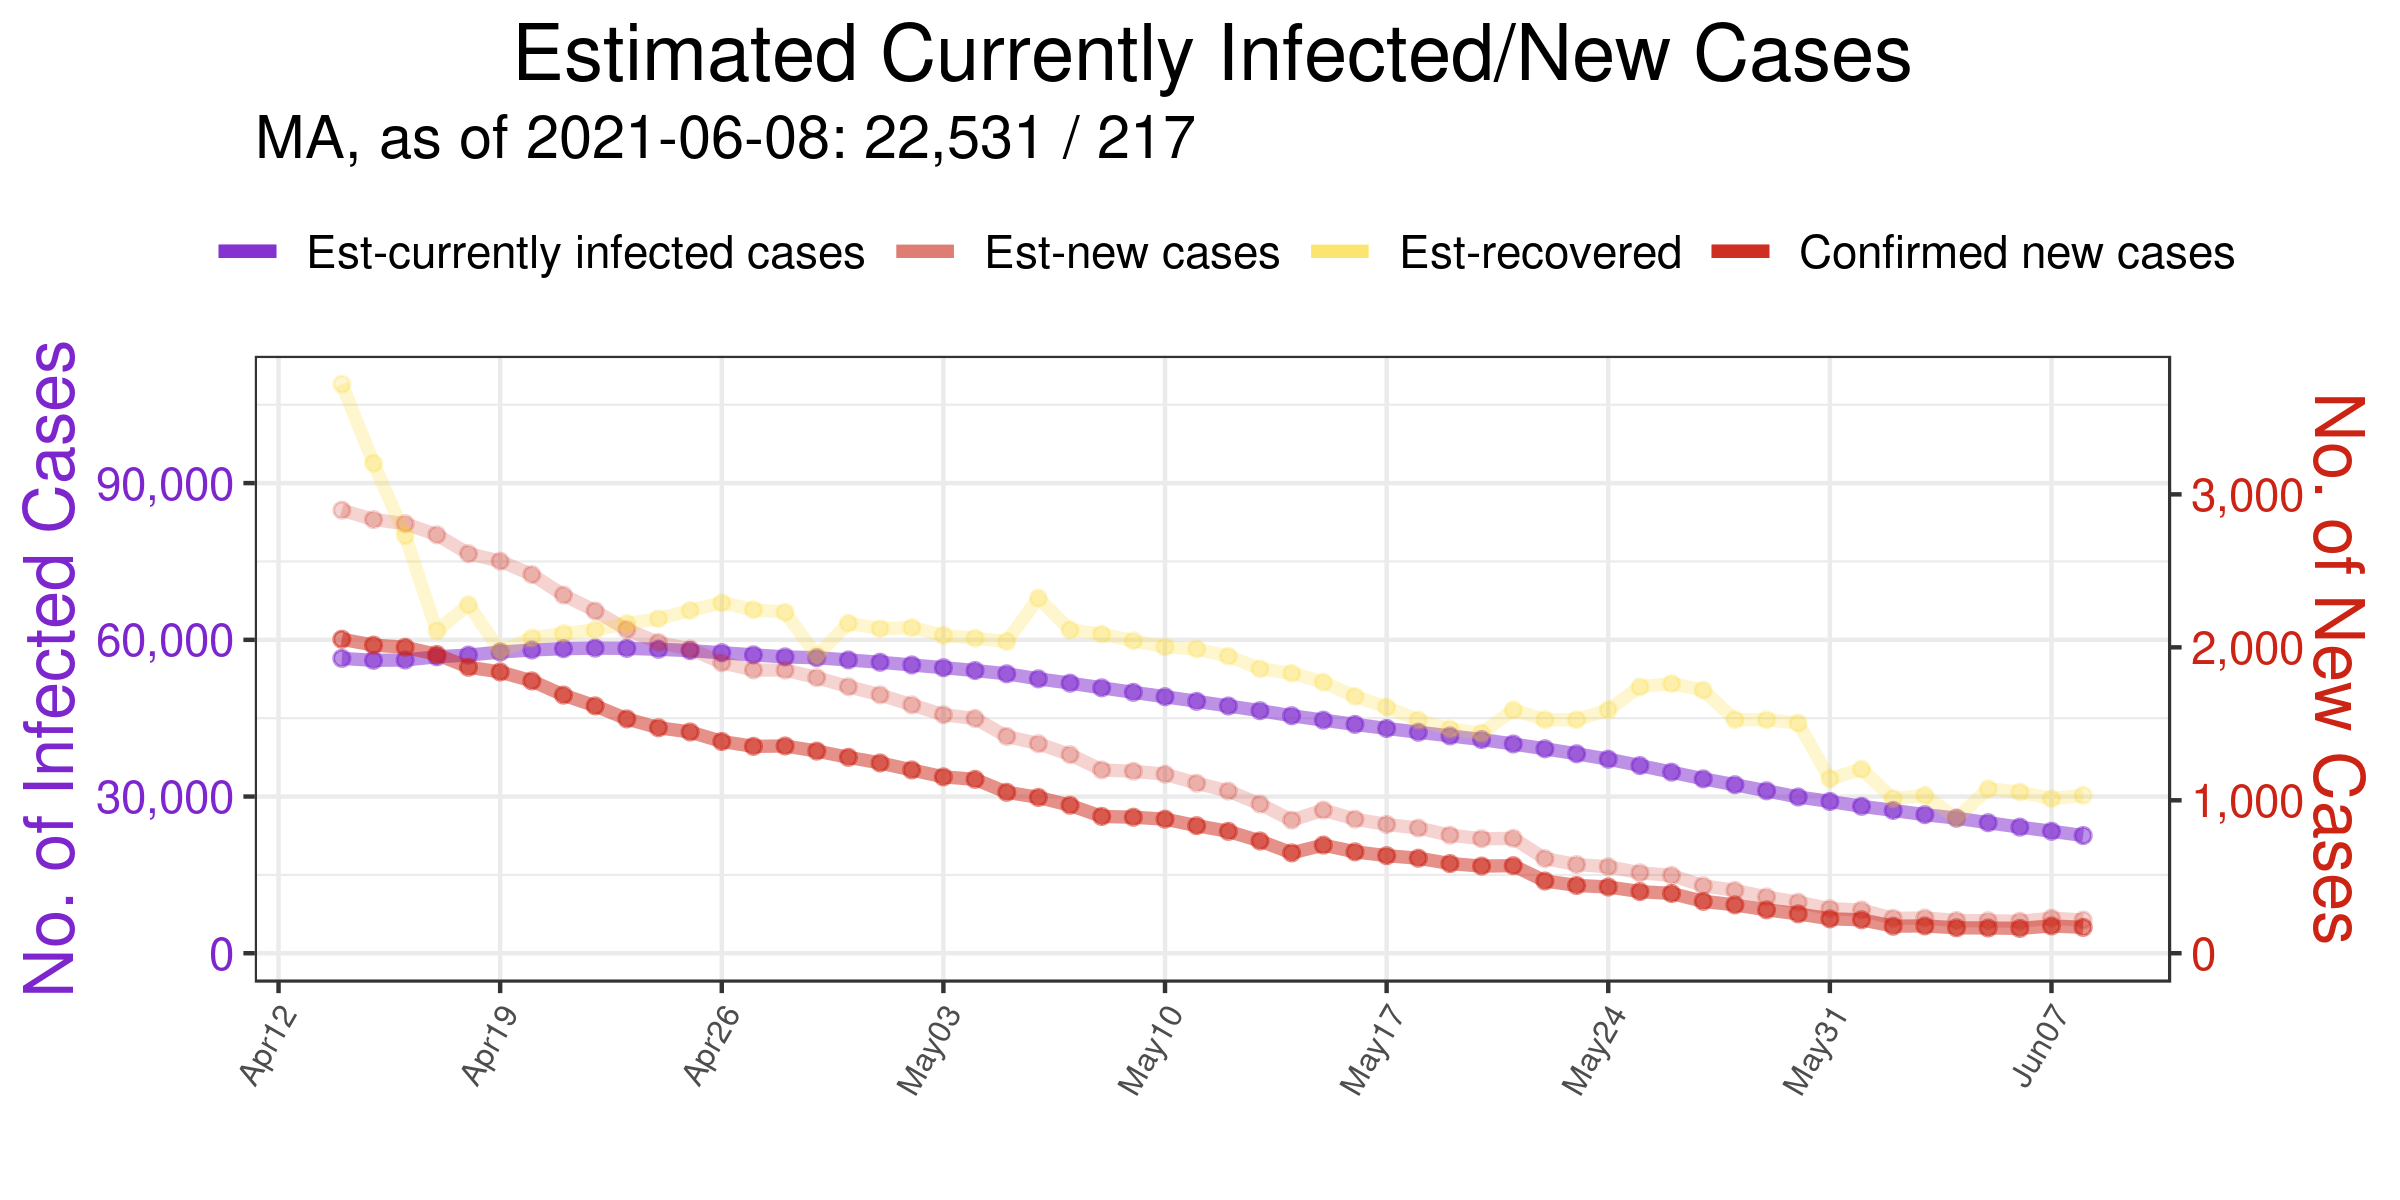 Estimated Currently Infected/New Cases
MA, as of 2021-06-08: 22,531 / 217
Est-currently infected cases Est-new cases Est-recovered Confirmed new cases
No. of Infected Cases
90,000
60,000
30,000
0
3,000
2,000
1,000
0
No. of New Cases
Apr12 Apr19 Apr26 May03 May10 May17 May24 May31 Jun07